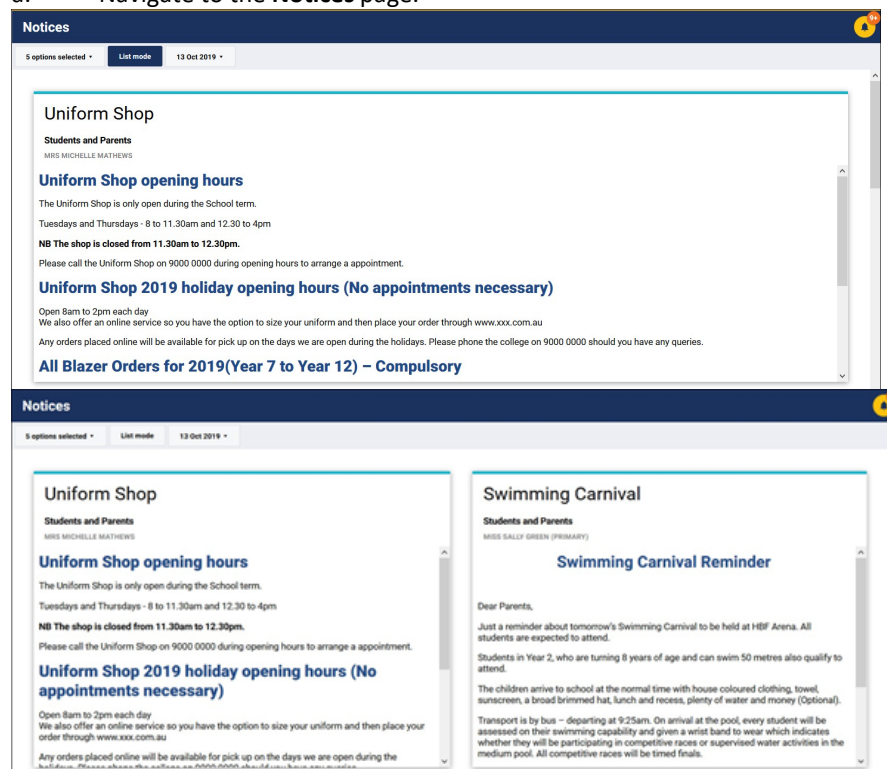 a. Navigate to the Notices page.
Notices
9+
5 options selected
List mode
13 Oct 2019
Uniform Shop
Students and Parents
MRS MICHELLE MATHEWS
Uniform Shop opening hours
The Uniform Shop is only open during the School term.
Tuesdays and Thursdays - 8 to 11.30am and 12.30 to 4pm
NB The shop is closed from 11.30am to 12.30pm.
Please call the Uniform Shop on 9000 0000 during opening hours to arrange a appointment.
Uniform Shop 2019 holiday opening hours (No appointments necessary)
Open 8am to 2pm each day
We also offer an online service so you have the option to size your uniform and then place your order through www.xxx.com.au
Any orders placed online will be available for pick up on the days we are open during the holidays. Please phone the college on 9000 0000 should you have any queries.
All Blazer Orders for 2019(Year 7 to Year 12) – Compulsory
Notices
5 options selected
List mode
13 Oct 2019
Uniform Shop
Students and Parents
MRS MICHELLE MATHEWS
Uniform Shop opening hours
The Uniform Shop is only open during the School term.
Tuesdays and Thursdays - 8 to 11.30am and 12.30 to 4pm
NB The shop is closed from 11.30am to 12.30pm.
Please call the Uniform Shop on 9000 0000 during opening hours to arrange a appointment.
Uniform Shop 2019 holiday opening hours (No
appointments necessary)
Open 8am to 2pm each day
We also offer an online service so you have the option to size your uniform and then place your
order through www.xxx.com.au
Any orders placed online will be available for pick up on the days we are open during the
holidays. Please phone the college on 9000 0000 should you have any queries.
Swimming Carnival
Students and Parents
MISS SALLY GREEN (PRIMARY)
Swimming Carnival Reminder
Dear Parents,
Just a reminder about tomorrow's Swimming Carnival to be held at HBF Arena. All
students are expected to attend.
Students in Year 2, who are turning 8 years of age and can swim 50 metres also qualify to
attend.
The children arrive to school at the normal time with house coloured clothing, towel,
sunscreen, a broad brimmed hat, lunch and recess, plenty of water and money (Optional).
Transport is by bus – departing at 9:25am. On arrival at the pool, every student will be
assessed on their swimming capability and given a wrist band to wear which indicates
whether they will be participating in competitive races or supervised water activities in the
medium pool. All competitive races will be timed finals.